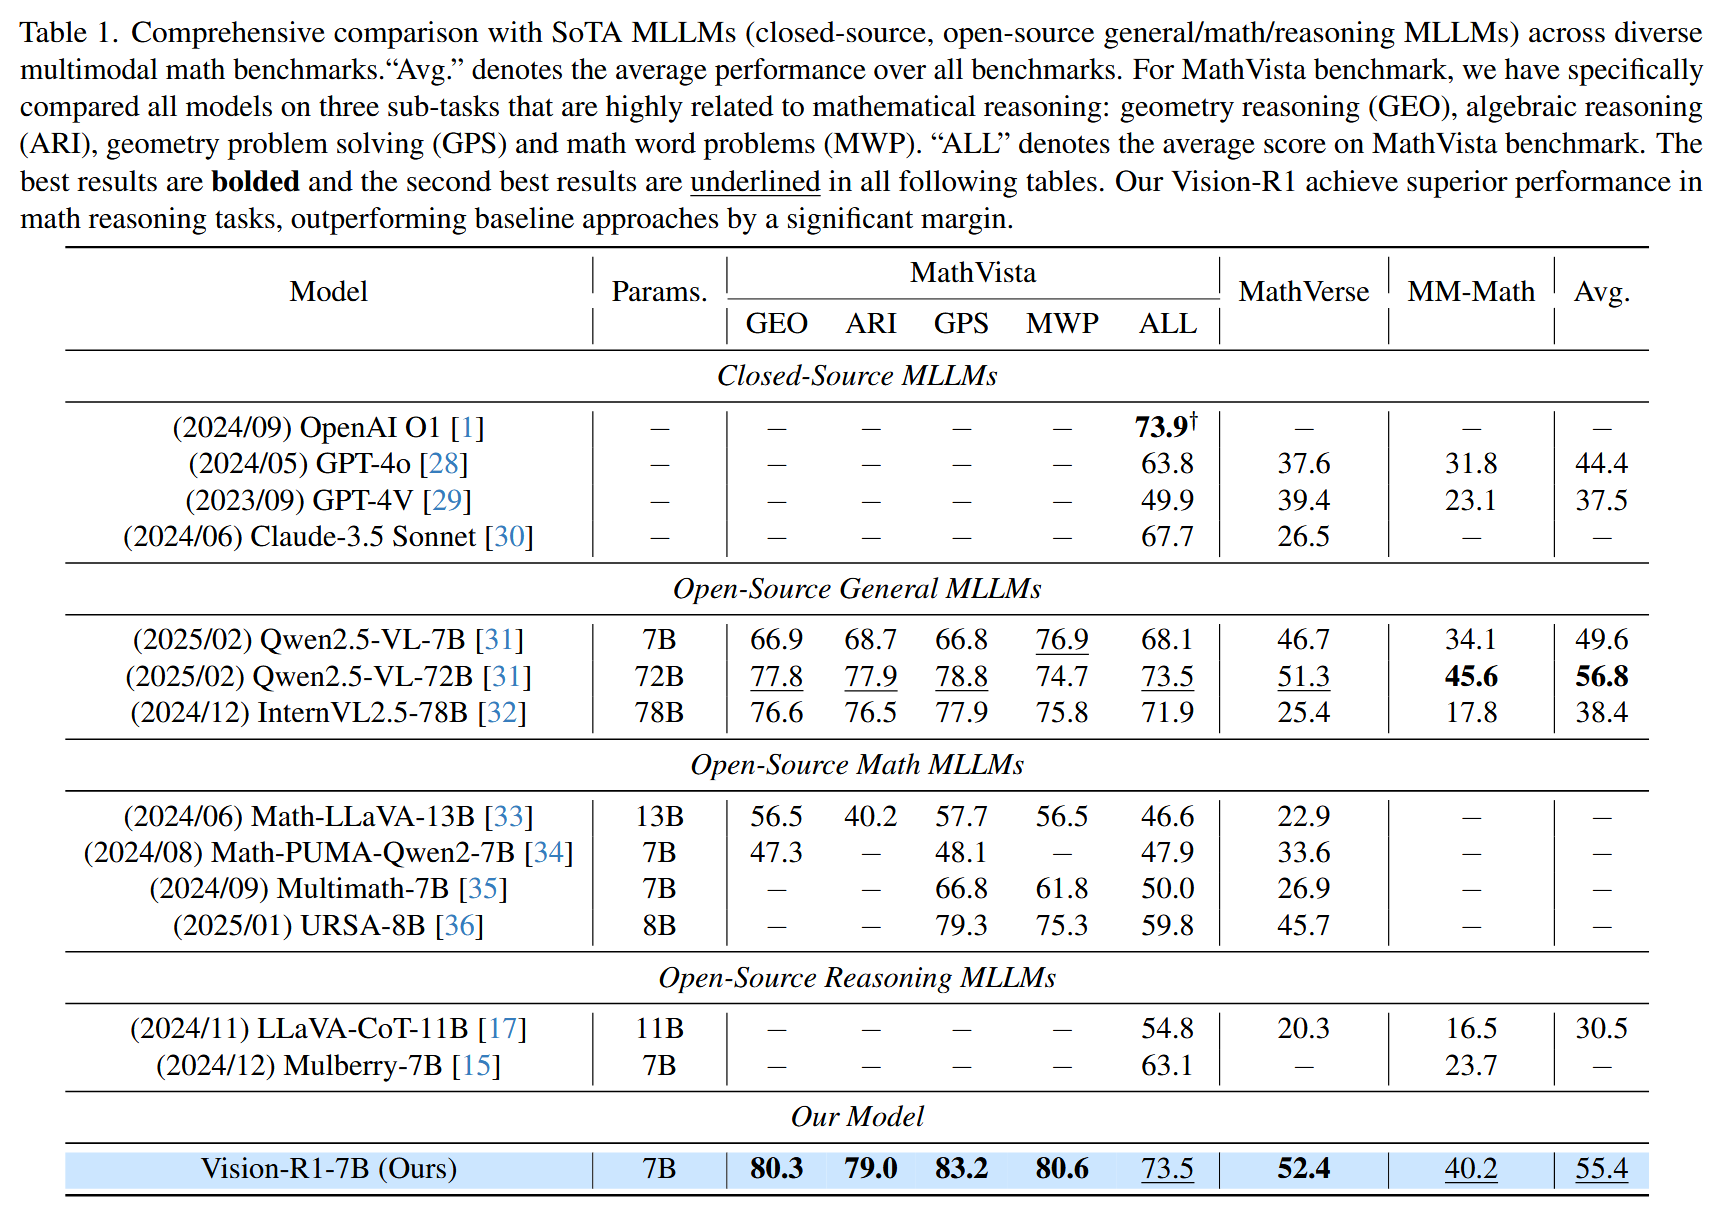 Table 1. Comprehensive comparison with SoTA MLLMs (closed-source, open-source general/math/reasoning MLLMs) across diverse
multimodal math benchmarks.“Avg.” denotes the average performance over all benchmarks. For MathVista benchmark, we have specifically
compared all models on three sub-tasks that are highly related to mathematical reasoning: geometry reasoning (GEO), algebraic reasoning
(ARI), geometry problem solving (GPS) and math word problems (MWP). “ALL” denotes the average score on MathVista benchmark. The
best results are bolded and the second best results are underlined in all following tables. Our Vision-R1 achieve superior performance in
math reasoning tasks, outperforming baseline approaches by a significant margin.
Model Params. MathVista MathVerse MM-Math Avg.
GEO ARI GPS MWP ALL
Closed-Source MLLMs
(2024/09) OpenAI O1 [1] – – – – – 73.9† – – –
(2024/05) GPT-4o [28] – – – – – 63.8 37.6 31.8 44.4
(2023/09) GPT-4V [29] – – – – – 49.9 39.4 23.1 37.5
(2024/06) Claude-3.5 Sonnet [30] – – – – – 67.7 26.5 – –
Open-Source General MLLMs
(2025/02) Qwen2.5-VL-7B [31] 7B 66.9 68.7 66.8 76.9 68.1 46.7 34.1 49.6
(2025/02) Qwen2.5-VL-72B [31] 72B 77.8 77.9 78.8 74.7 73.5 51.3 45.6 56.8
(2024/12) InternVL2.5-78B [32] 78B 76.6 76.5 77.9 75.8 71.9 25.4 17.8 38.4
Open-Source Math MLLMs
(2024/06) Math-LLaVA-13B [33] 13B 56.5 40.2 57.7 56.5 46.6 22.9 – –
(2024/08) Math-PUMA-Qwen2-7B [34] 7B 47.3 – 48.1 – 47.9 33.6 – –
(2024/09) Multimath-7B [35] 7B – – 66.8 61.8 50.0 26.9 – –
(2025/01) URSA-8B [36] 8B – – 79.3 75.3 59.8 45.7 – –
Open-Source Reasoning MLLMs
(2024/11) LLaVA-CoT-11B [17] 11B – – – – 54.8 20.3 16.5 30.5
(2024/12) Mulberry-7B [15] 7B – – – – 63.1 – 23.7 –
Our Model
Vision-R1-7B (Ours) 7B 80.3 79.0 83.2 80.6 73.5 52.4 40.2 55.4